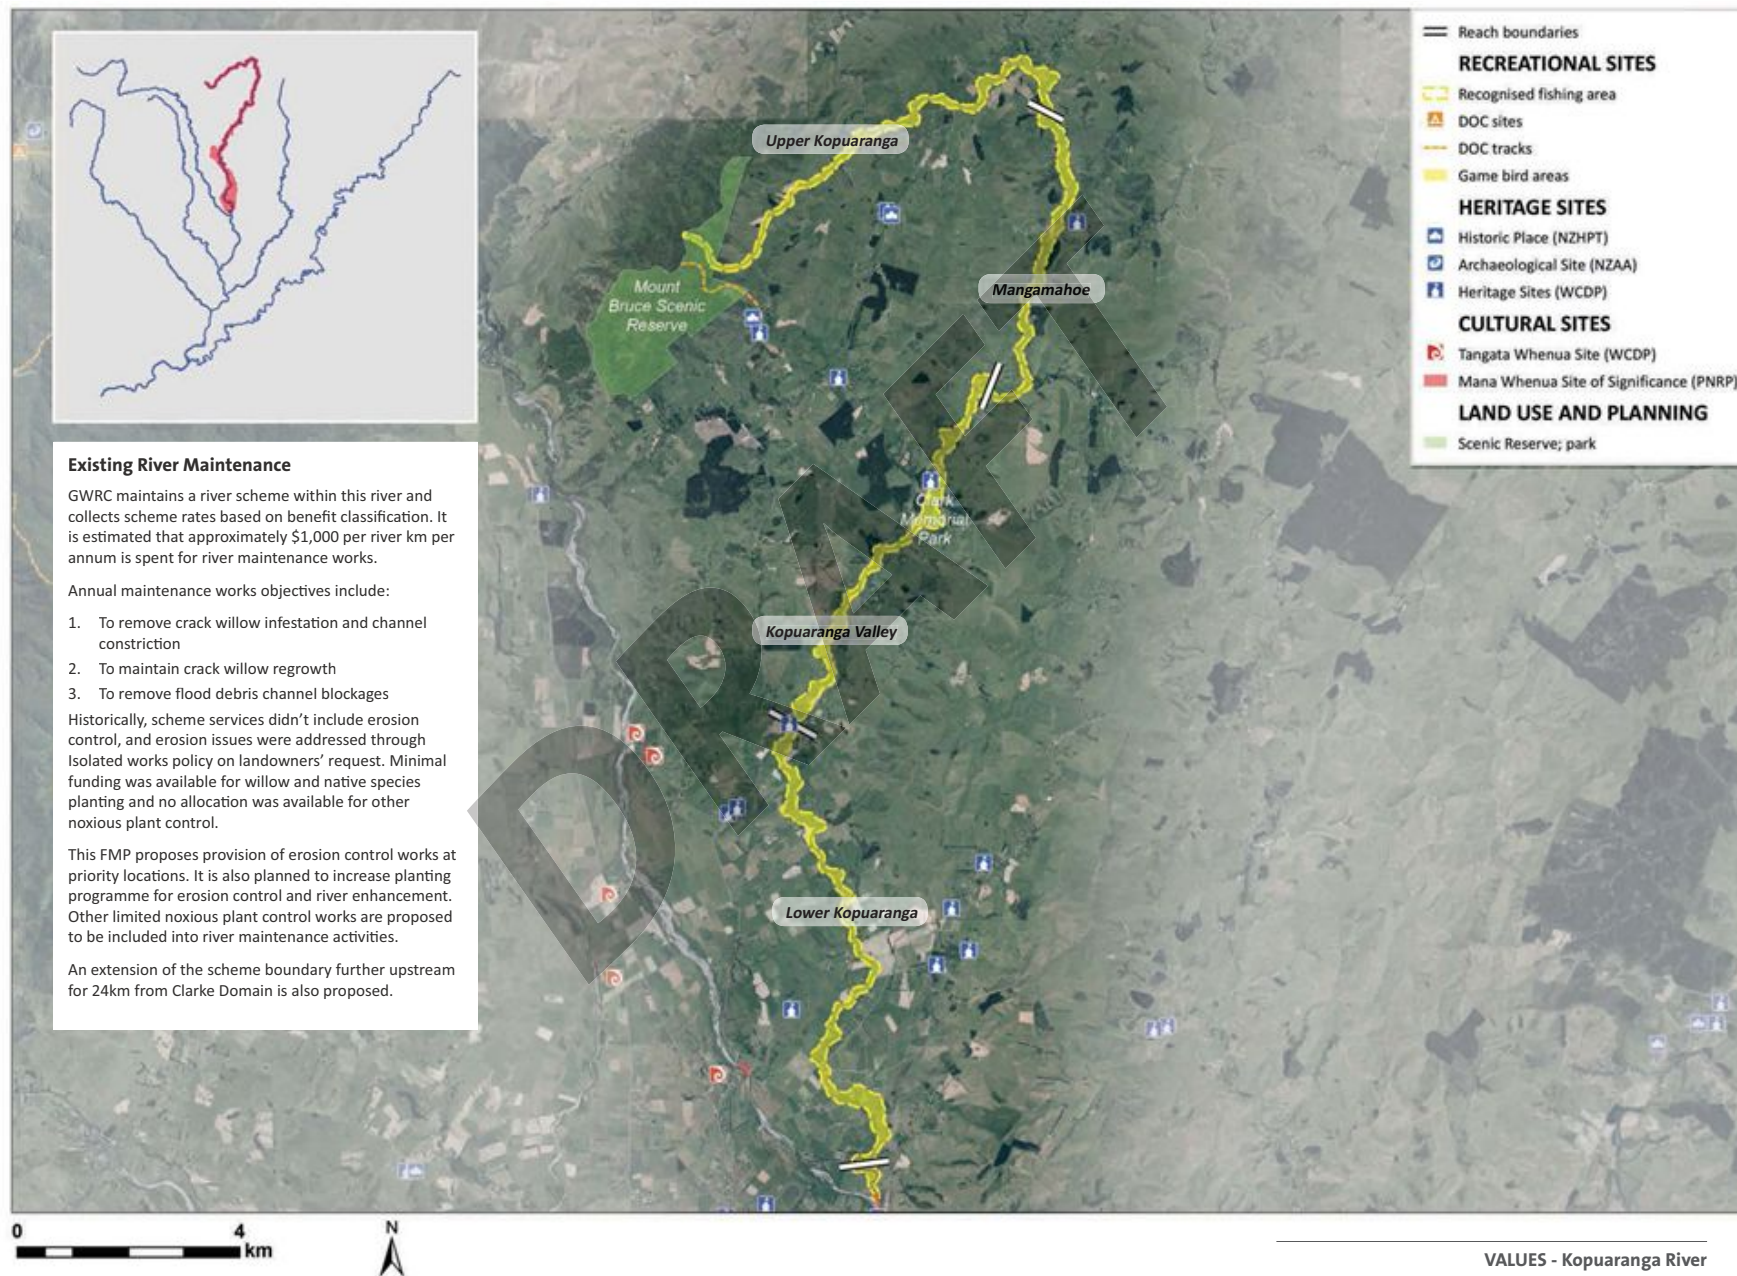 Upper Kopuaranga
Mount
Bruce Scenic
Reserve
Mangamahoe
Clark
Memorial
Park
Kopuaranga Valley
Lower Kopuaranga
DRAFT
Reach boundaries
RECREATIONAL SITES
Recognised fishing area
DOC sites
DOC tracks
Game bird areas
HERITAGE SITES
Historic Place (NZHPT)
Archaeological Site (NZAA)
Heritage Sites (WCDP)
CULTURAL SITES
Tangata Whenua Site (WCDP)
Mana Whenua Site of Significance (PNRP)
LAND USE AND PLANNING
Scenic Reserve; park
Existing River Maintenance
GWRC maintains a river scheme within this river and
collects scheme rates based on benefit classification. It
is estimated that approximately $1,000 per river km per
annum is spent for river maintenance works.
Annual maintenance works objectives include:
1. To remove crack willow infestation and channel
constriction
2. To maintain crack willow regrowth
3. To remove flood debris channel blockages
Historically, scheme services didn't include erosion
control, and erosion issues were addressed through
Isolated works policy on landowners' request. Minimal
funding was available for willow and native species
planting and no allocation was available for other
noxious plant control.
This FMP proposes provision of erosion control works at
priority locations. It is also planned to increase planting
programme for erosion control and river enhancement.
Other limited noxious plant control works are proposed
to be included into river maintenance activities.
An extension of the scheme boundary further upstream
for 24km from Clarke Domain is also proposed.
0 4
km
N
VALUES - Kopuaranga River